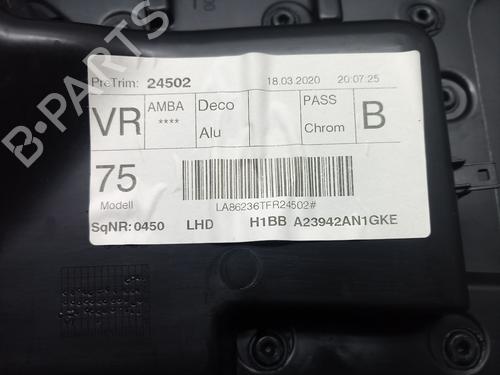 PreTrim: 24502 18.03.2020 20:07:25
VR AMBA **** Deco Alu PASS Chrom B
75 Modell
LA86236TFR24502#
SqNR: 0450 LHD H1BB A23942AN1GKE
B-PARTS